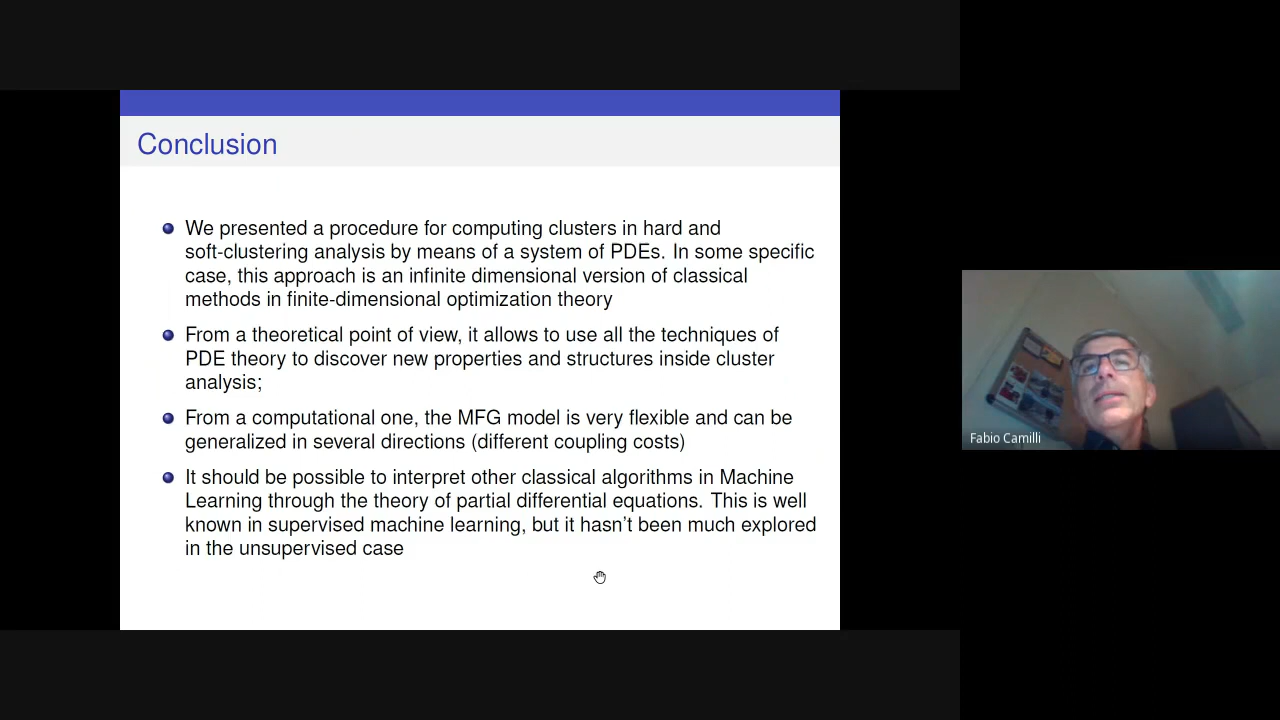 Conclusion
We presented a procedure for computing clusters in hard and
soft-clustering analysis by means of a system of PDEs. In some specific
case, this approach is an infinite dimensional version of classical
methods in finite-dimensional optimization theory
From a theoretical point of view, it allows to use all the techniques of
PDE theory to discover new properties and structures inside cluster
analysis;
From a computational one, the MFG model is very flexible and can be
generalized in several directions (different coupling costs)
It should be possible to interpret other classical algorithms in Machine
Learning through the theory of partial differential equations. This is well
known in supervised machine learning, but it hasn't been much explored
in the unsupervised case
Fabio Camilli